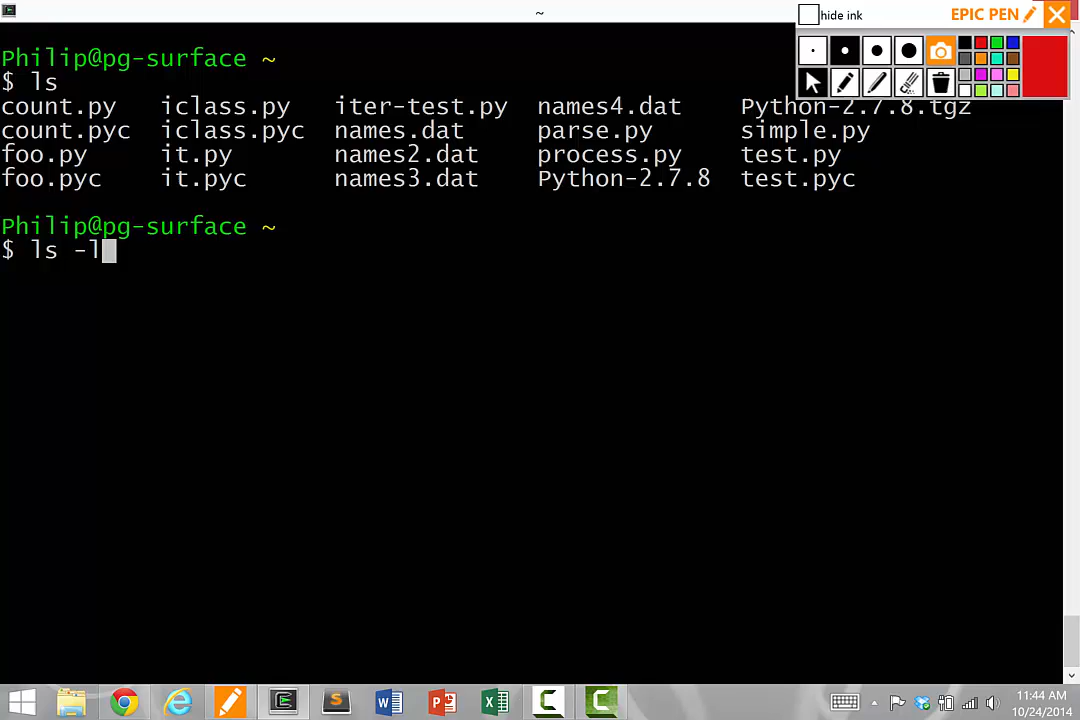 ~
hide ink
EPIC PEN
Philip@pg-surface ~
$ ls
count.py iclass.py iter-test.py names4.dat Python-2.7.8.tgz
count.pyc iclass.pyc names.dat parse.py simple.py
foo.py it.py names2.dat process.py test.py
foo.pyc it.pyc names3.dat Python-2.7.8 test.pyc
Philip@pg-surface ~
$ ls -l
11:44 AM
10/24/2014